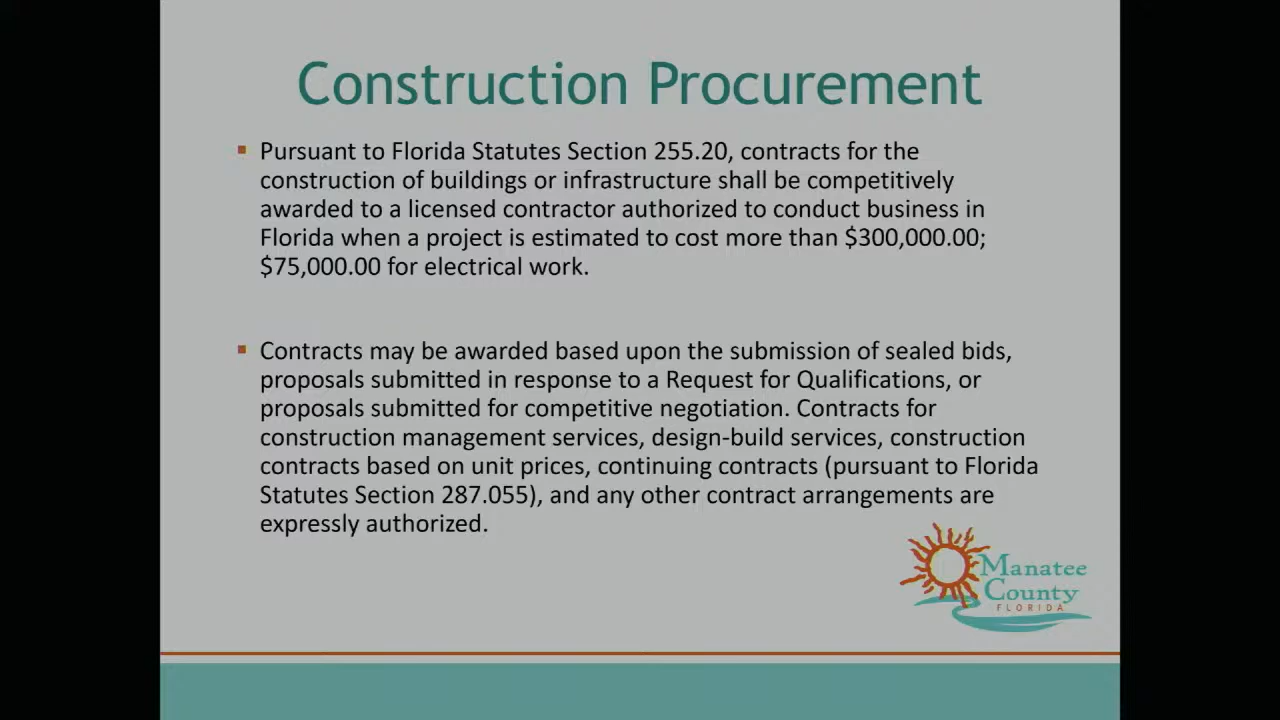 Construction Procurement
Pursuant to Florida Statutes Section 255.20, contracts for the
construction of buildings or infrastructure shall be competitively
awarded to a licensed contractor authorized to conduct business in
Florida when a project is estimated to cost more than $300,000.00;
$75,000.00 for electrical work.
Contracts may be awarded based upon the submission of sealed bids,
proposals submitted in response to a Request for Qualifications, or
proposals submitted for competitive negotiation. Contracts for
construction management services, design-build services, construction
contracts based on unit prices, continuing contracts (pursuant to Florida
Statutes Section 287.055), and any other contract arrangements are
expressly authorized.
Manatee
County
FLORIDA